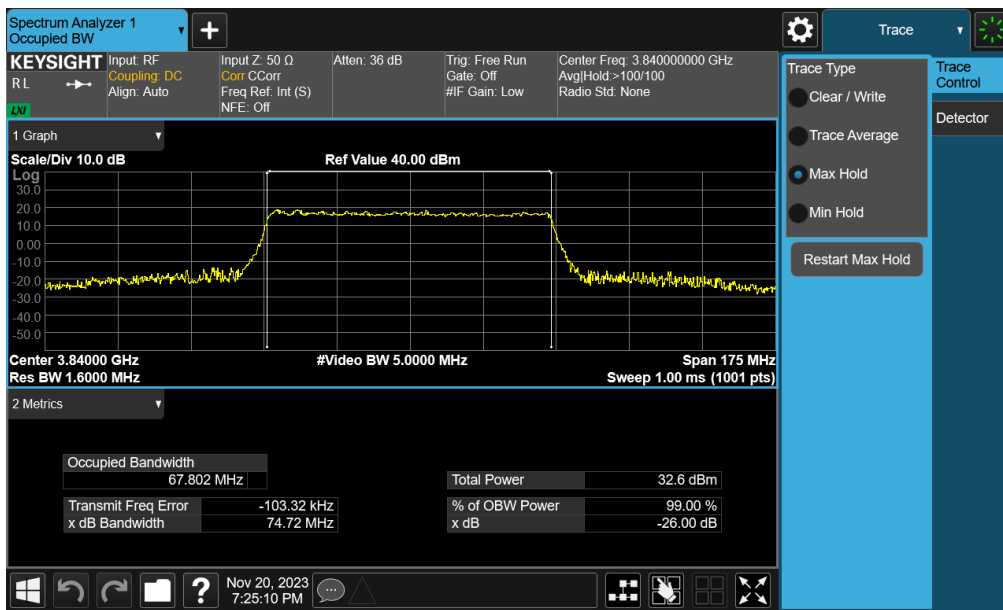 Spectrum Analyzer 1
Occupied BW
Trace
KEYSIGHT Input: RF Input Z: 50 Ω Atten: 36 dB Trig: Free Run Center Freq: 3.840000000 GHz
RL Coupling: DC Corr CCorr Gate: Off Avg|Hold:>100/100
Align: Auto Freq Ref: Int (S) #IF Gain: Low Radio Std: None
LXI NFE: Off
Trace Type
Clear / Write
Trace Average
Max Hold
Min Hold
Restart Max Hold
Trace
Control
Detector
1 Graph
Scale/Div 10.0 dB Ref Value 40.00 dBm
Log
30.0
20.0
10.0
0.00
-10.0
-20.0
-30.0
-40.0
-50.0
Center 3.84000 GHz #Video BW 5.0000 MHz Span 175 MHz
Res BW 1.6000 MHz Sweep 1.00 ms (1001 pts)
2 Metrics
Occupied Bandwidth
67.802 MHz Total Power 32.6 dBm
Transmit Freq Error -103.32 kHz % of OBW Power 99.00 %
x dB Bandwidth 74.72 MHz x dB -26.00 dB
? Nov 20, 2023
7:25:10 PM